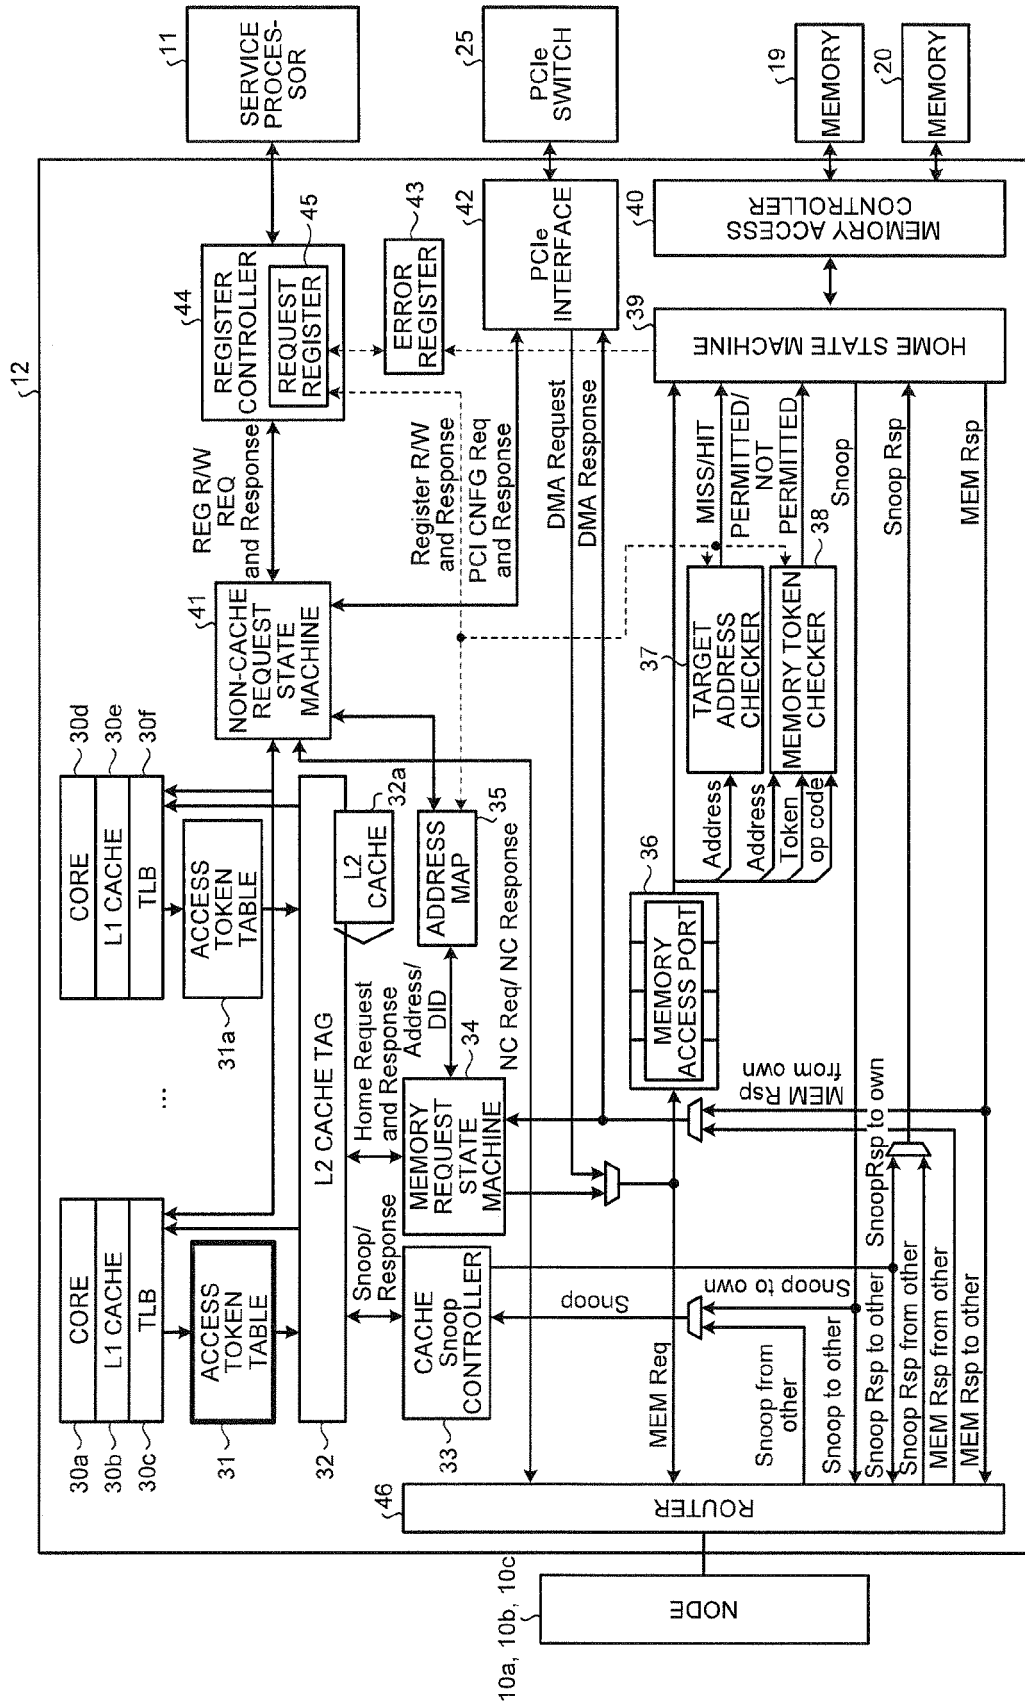 12
11
SERVICE
PROCES-
SOR
25
PCIe
SWITCH
19
MEMORY
20
MEMORY
30a
CORE
30b
L1 CACHE
30c
TLB
...
CORE
30d
L1 CACHE
30e
TLB
30f
31
ACCESS
TOKEN
TABLE
ACCESS
TOKEN
TABLE
31a
32
L2 CACHE TAG
L2
CACHE
32a
41
NON-CACHE
REQUEST
STATE
MACHINE
REG R/W
REQ
and Response
44
REGISTER
CONTROLLER
REQUEST
REGISTER
45
ERROR
REGISTER
43
Register R/W
and Response
PCI CNFG Req
and Response
42
PCIe
INTERFACE
DMA Request
DMA Response
Snoop/
Response
33
CACHE
Snoop
CONTROLLER
Home Request
and Response
MEMORY
REQUEST
STATE
MACHINE
34
Address/
DID
ADDRESS
MAP
35
NC Req/ NC Response
36
MEMORY
ACCESS PORT
Address
Address
Token
op code
37
TARGET
ADDRESS
CHECKER
MEMORY TOKEN
CHECKER
38
MISS/HIT
PERMITTED/
NOT
PERMITTED
39
HOME STATE MACHINE
40
MEMORY ACCESS
CONTROLLER
Snoop
Snoop Rsp
MEM Rsp
46
ROUTER
10a, 10b, 10c
NODE
MEM Req
Snoop
Snoop to own
MEM Rsp
from own
SnoopRsp to own
Snoop from
other
Snoop to other
Snoop Rsp to other
Snoop Rsp from other
MEM Rsp from other
MEM Rsp to other